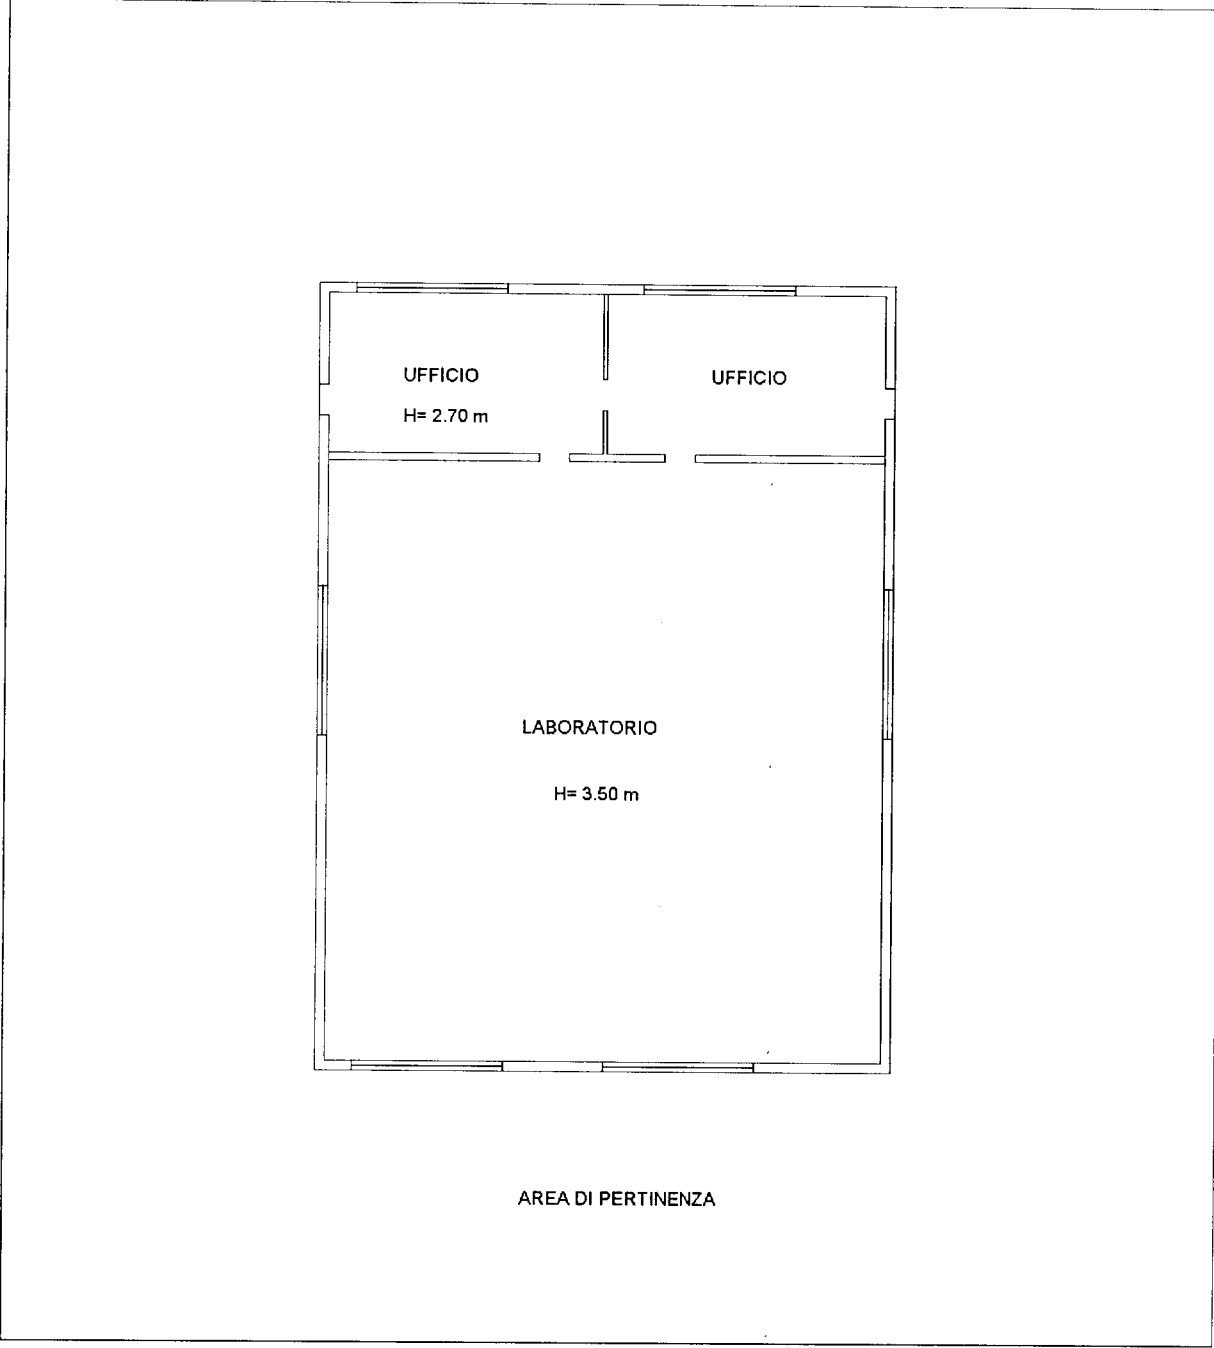 UFFICIO
H= 2.70 m
UFFICIO
LABORATORIO
H= 3.50 m
AREA DI PERTINENZA